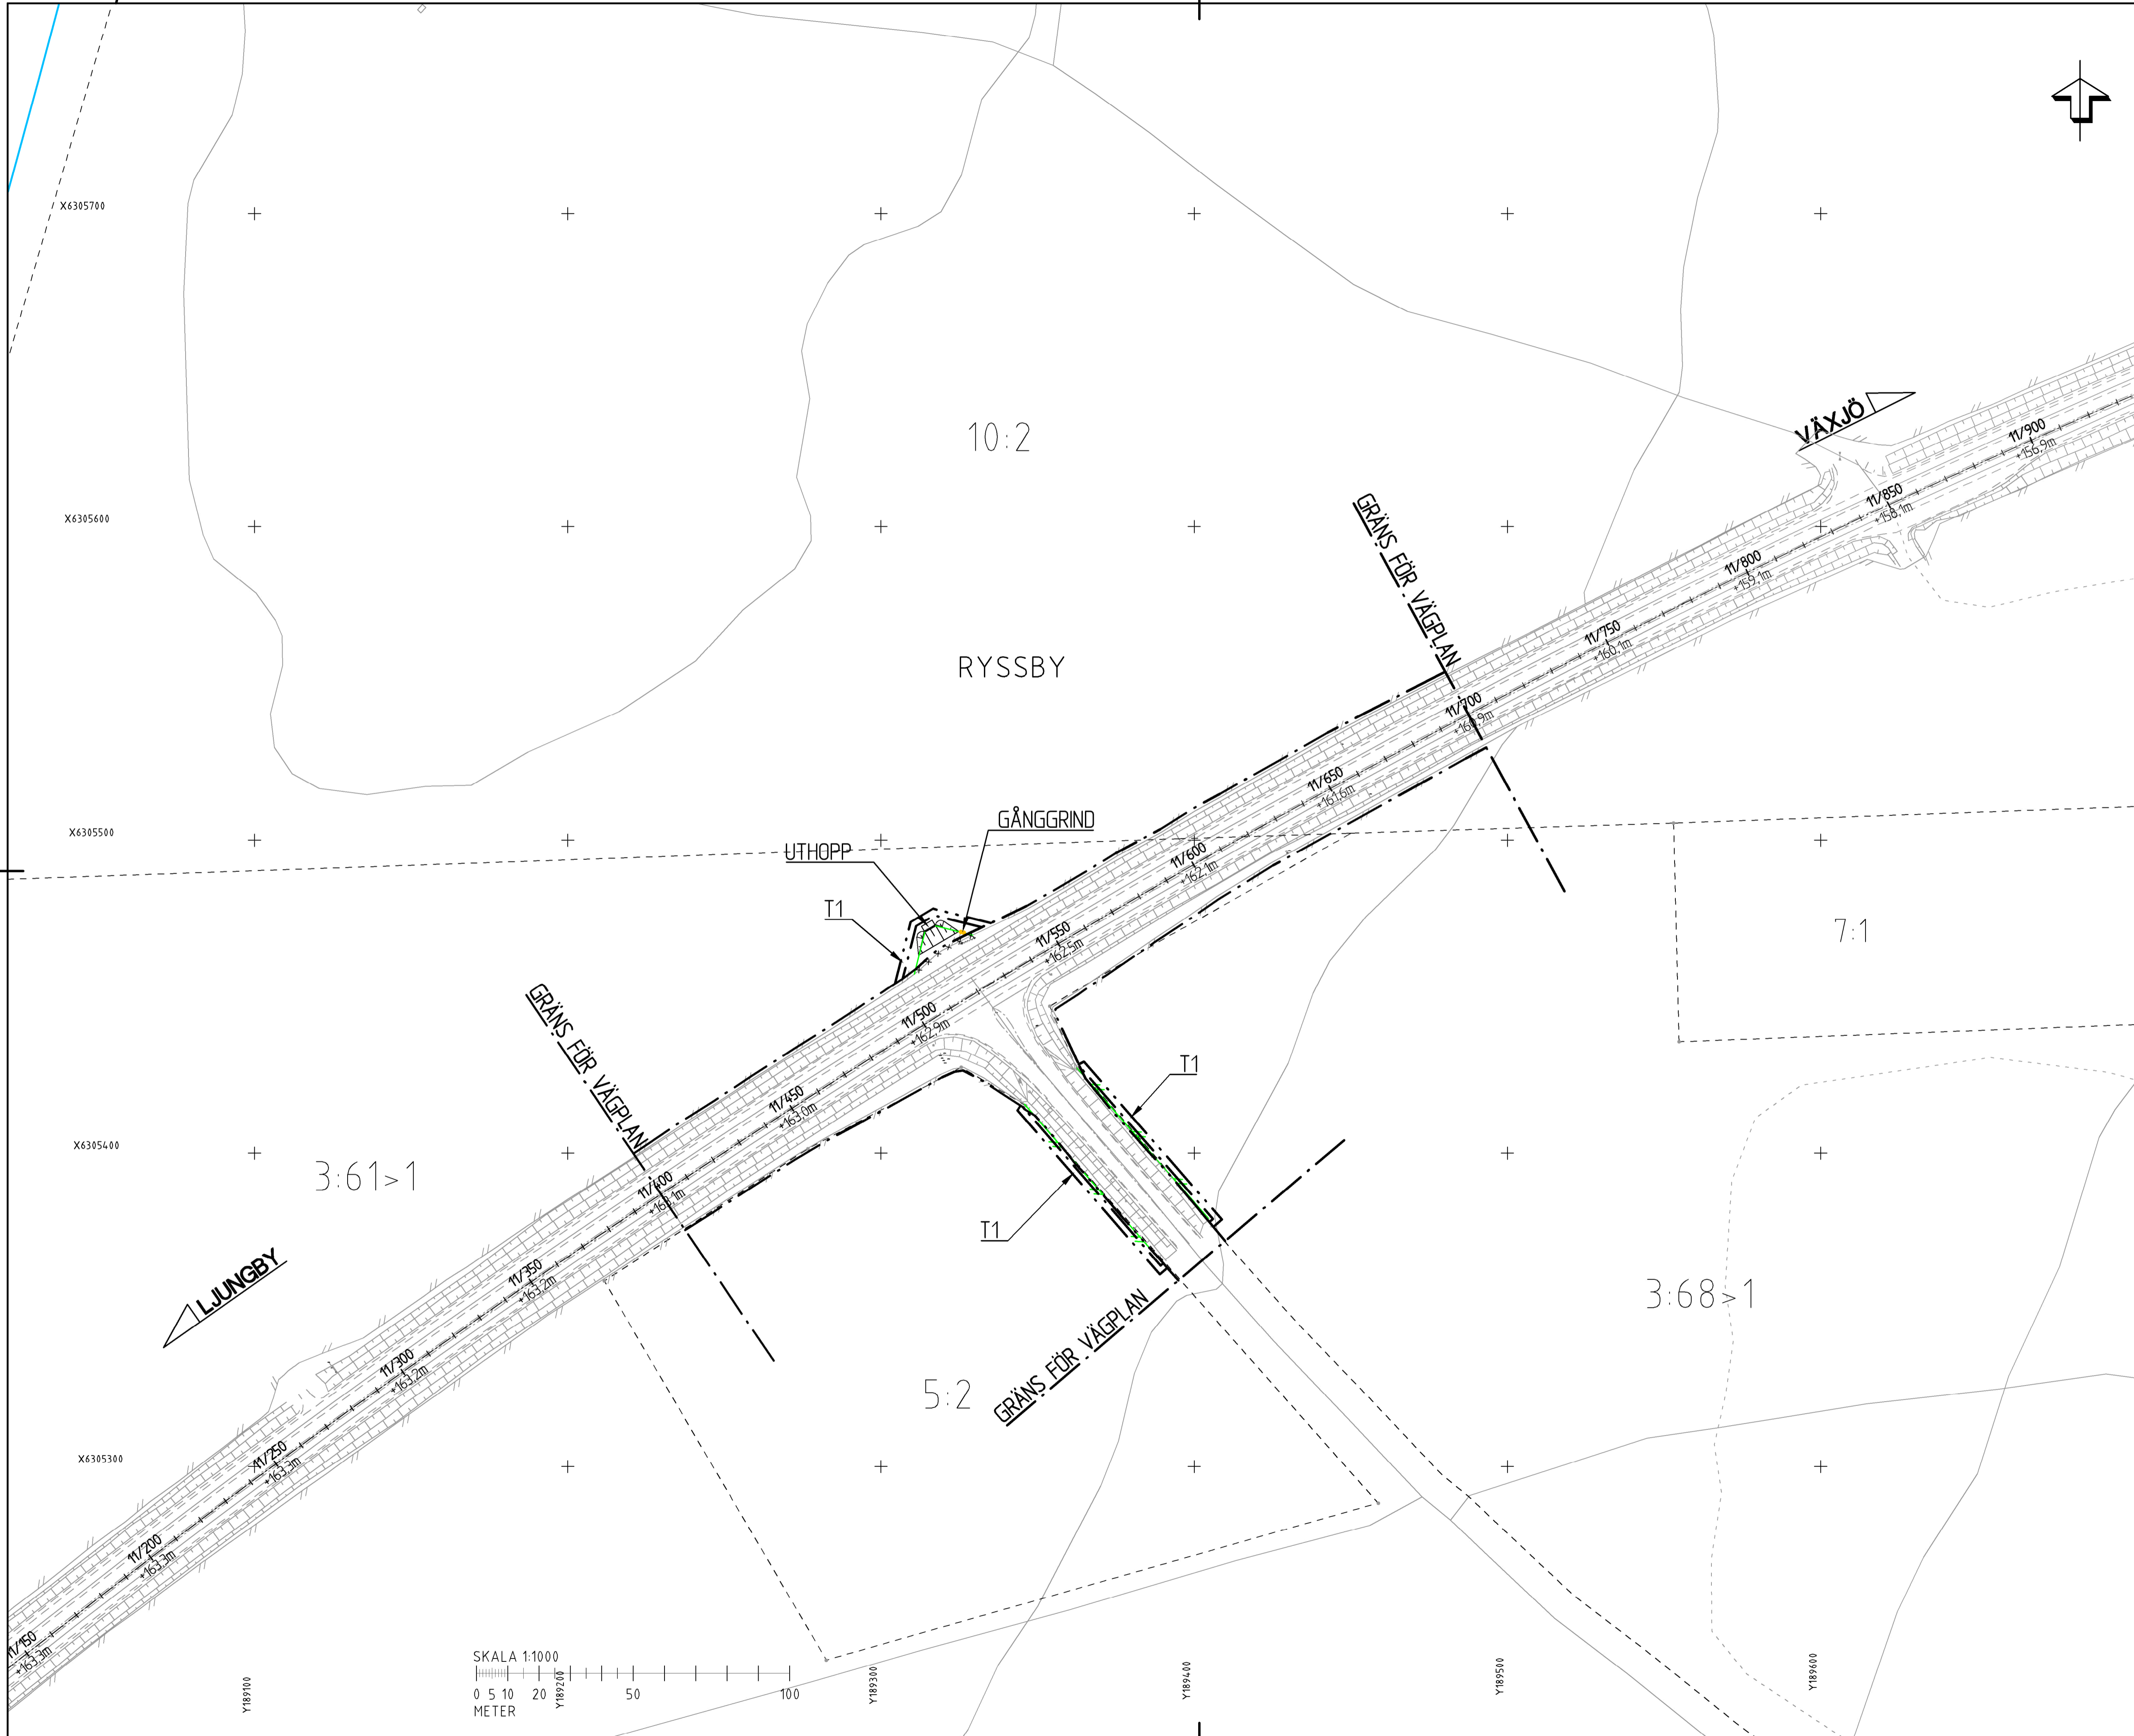 X6305700
10:2
VÄXJÖ
11/900
+156,9m
11/850
+158,1m
X6305600
GRÄNS FÖR VÄGPLAN
11/800
+159,1m
11/750
+160,1m
RYSSBY
11/700
11/650
+161,6m
X6305500
GÅNGGRIND
UTHOPP
11/600
+162,1m
T1
7:1
11/550
+162,5m
GRÄNS FÖR VÄGPLAN
11/500
+162,9m
T1
11/450
+163,0m
X6305400
3:61>1
11/400
T1
LJUNGBY
11/350
+163,2m
3:68>1
GRÄNS FÖR VÄGPLAN
11/300
+163,2m
5:2
11/250
+163,3m
X6305300
11/200
+163,3m
11/150
+163,3m
SKALA 1:1000
0 5 10 20 50 100
METER
Y189100
Y189200
Y189300
Y189400
Y189500
Y189600